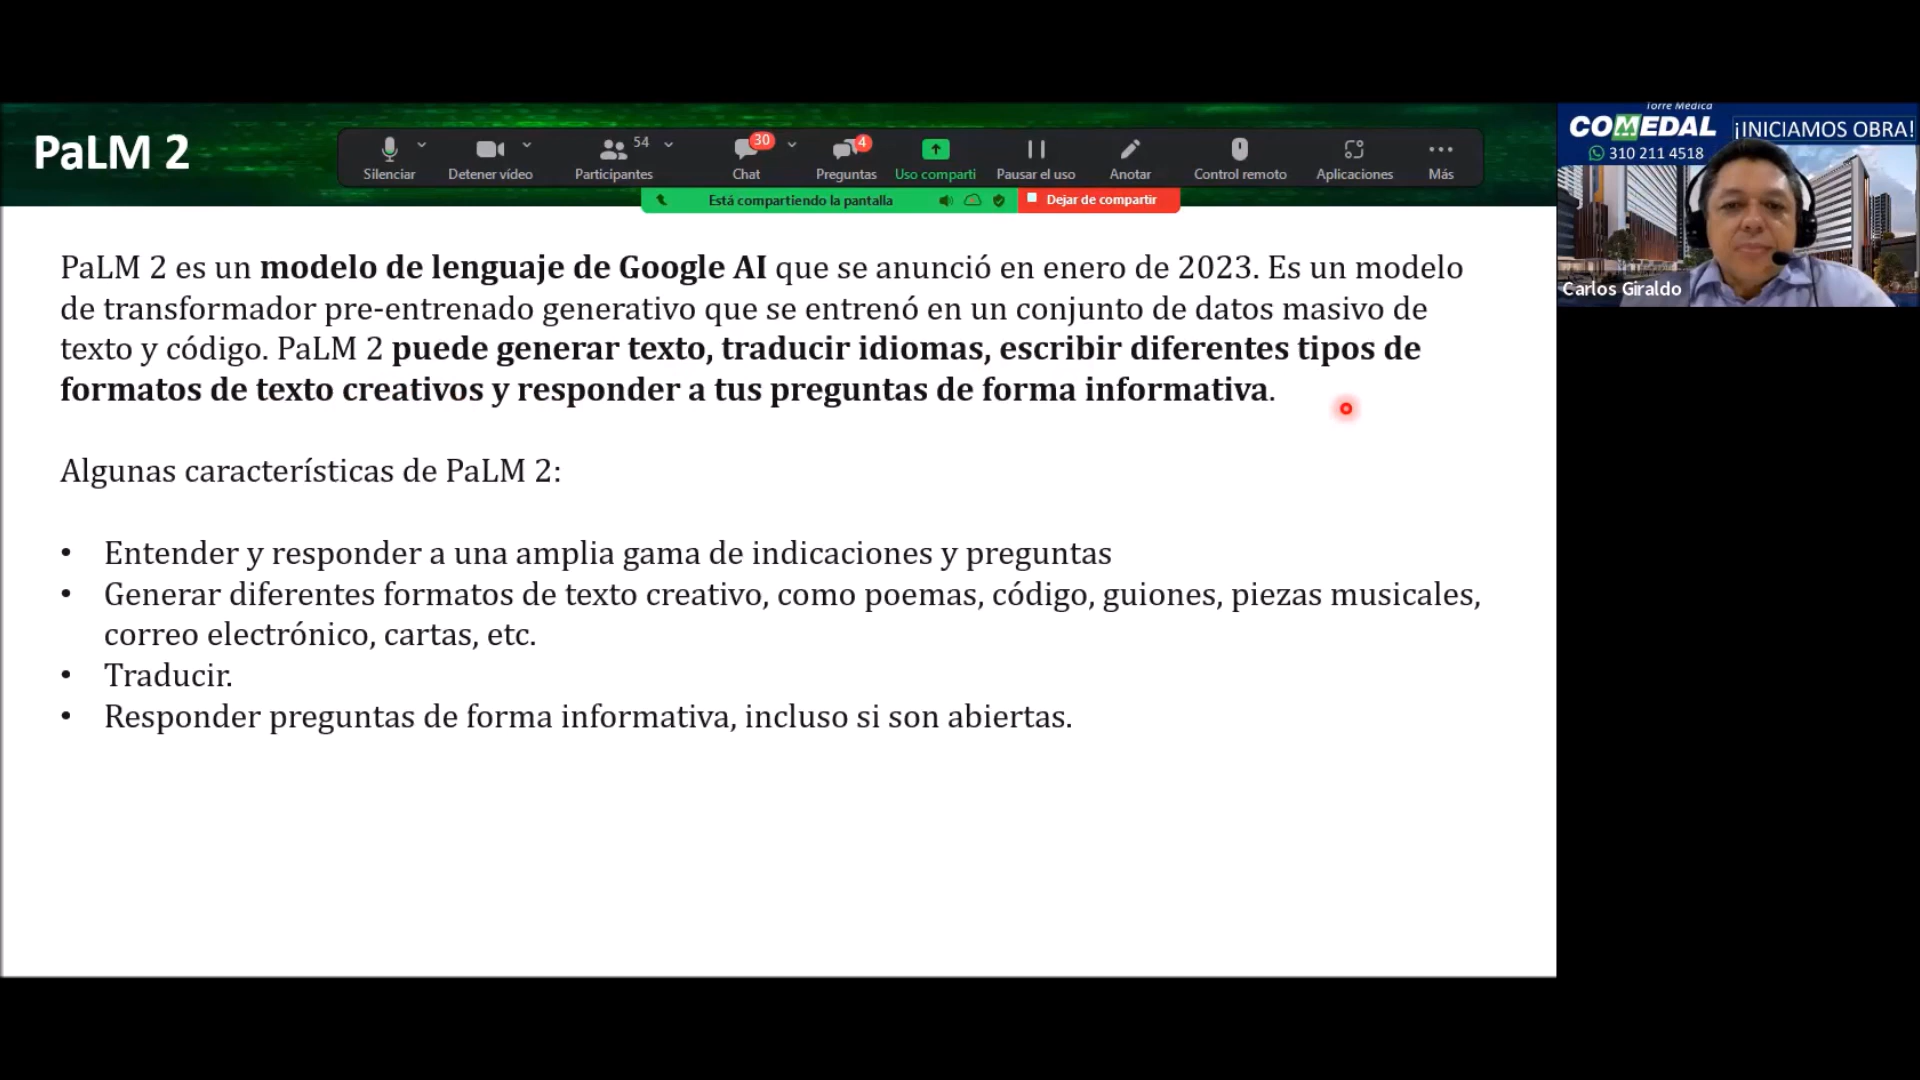 PaLM 2
54
30
4
Silenciar
Detener vídeo
Participantes
Chat
Preguntas
Uso comparti
Pausar el uso
Anotar
Control remoto
Aplicaciones
Más
Está compartiendo la pantalla
Dejar de compartir
Torre Médica
COMEDAL
¡INICIAMOS OBRA!
310 211 4518
Carlos Giraldo
PaLM 2 es un modelo de lenguaje de Google AI que se anunció en enero de 2023. Es un modelo
de transformador pre-entrenado generativo que se entrenó en un conjunto de datos masivo de
texto y código. PaLM 2 puede generar texto, traducir idiomas, escribir diferentes tipos de
formatos de texto creativos y responder a tus preguntas de forma informativa.
Algunas características de PaLM 2:
• Entender y responder a una amplia gama de indicaciones y preguntas
• Generar diferentes formatos de texto creativo, como poemas, código, guiones, piezas musicales,
correo electrónico, cartas, etc.
• Traducir.
• Responder preguntas de forma informativa, incluso si son abiertas.